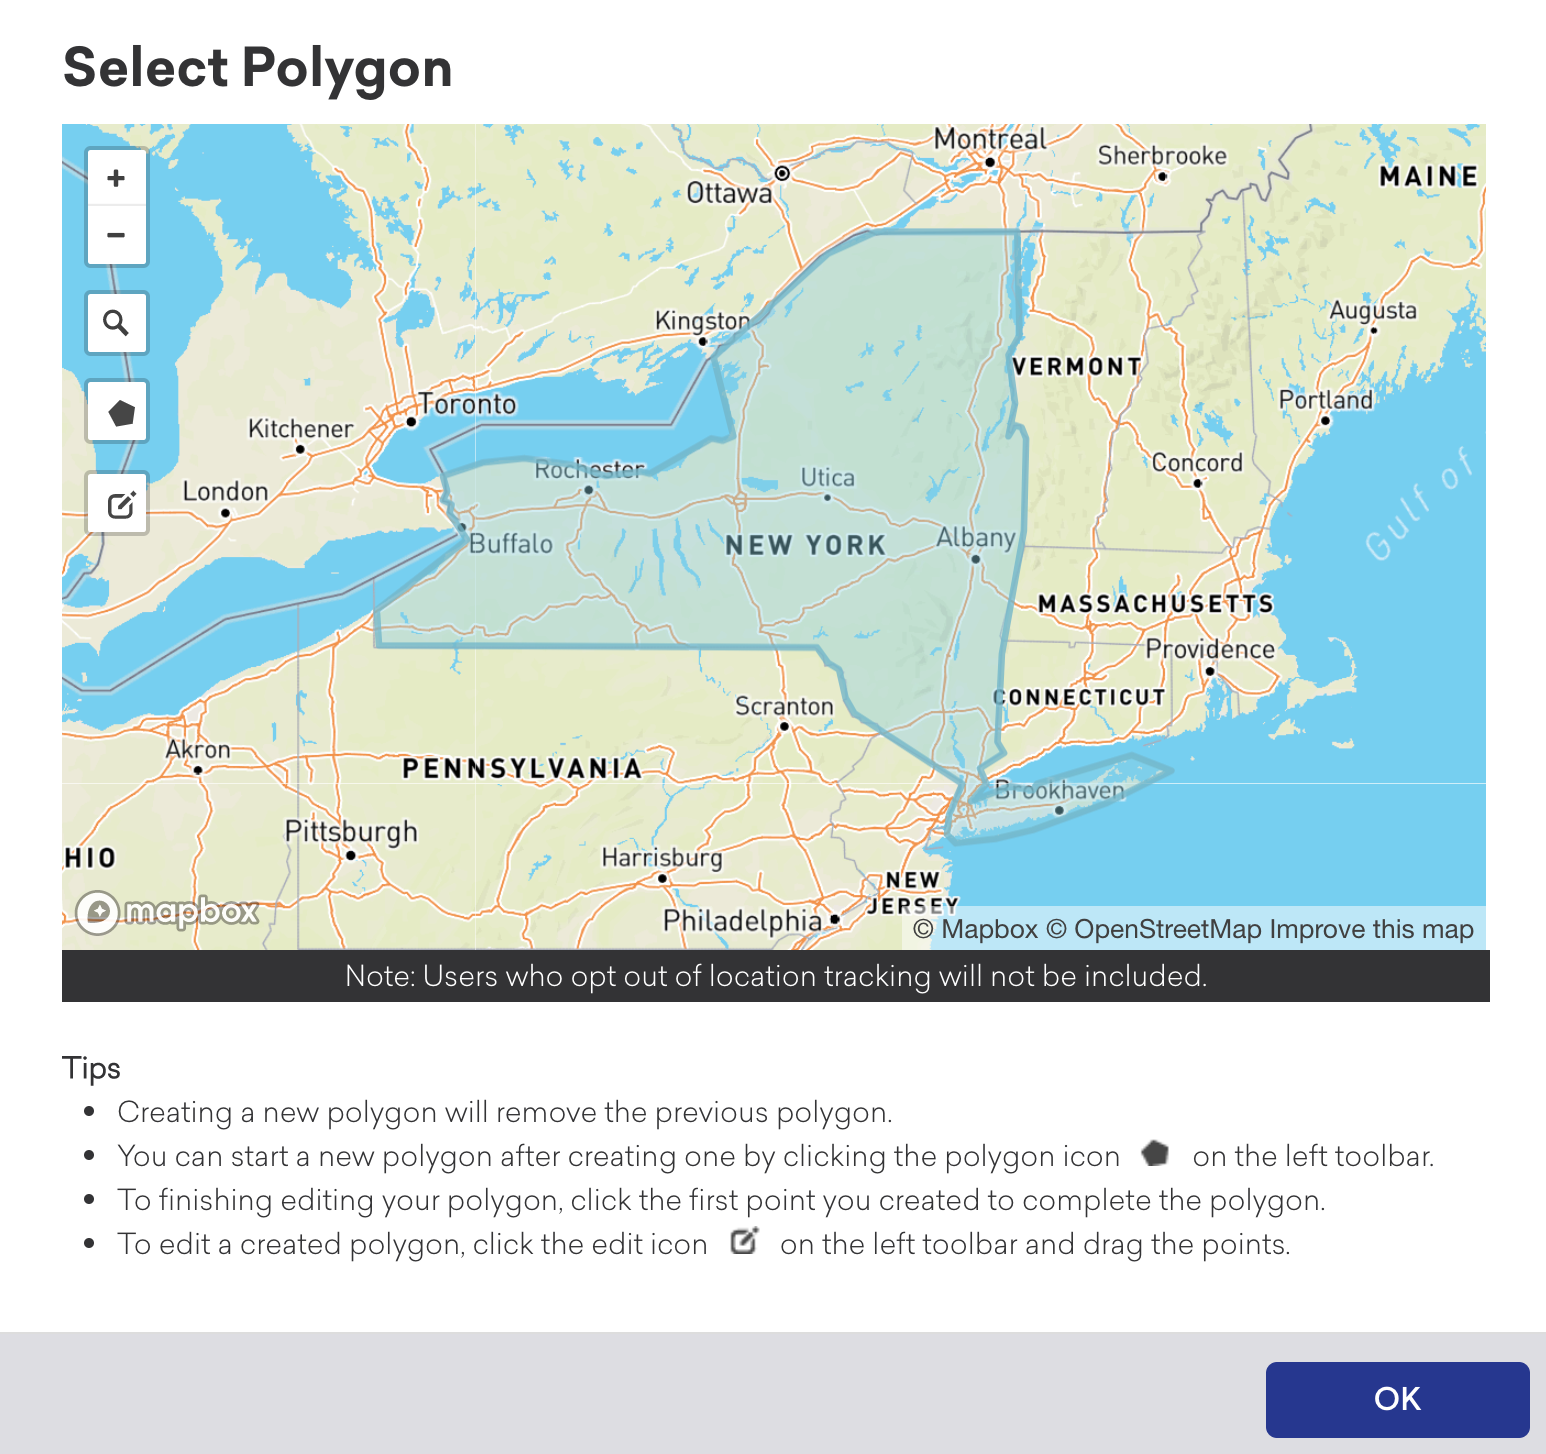 Select Polygon
Montreal
Sherbrooke
MAINE
Ottawa
Augusta
Kingston
VERMONT
Portland
Toronto
Kitchener
Concord
Rochester
Utica
London
Gulf of
Buffalo
NEW YORK
Albany
MASSACHUSETTS
Providence
CONNECTICUT
Scranton
Akron
PENNSYLVANIA
Brookhaven
Pittsburgh
HIO
Harrisburg
NEW
JERSEY
mapbox
Philadelphia
© Mapbox © OpenStreetMap Improve this map
Note: Users who opt out of location tracking will not be included.
Tips
• Creating a new polygon will remove the previous polygon.
• You can start a new polygon after creating one by clicking the polygon icon on the left toolbar.
• To finishing editing your polygon, click the first point you created to complete the polygon.
• To edit a created polygon, click the edit icon on the left toolbar and drag the points.
OK